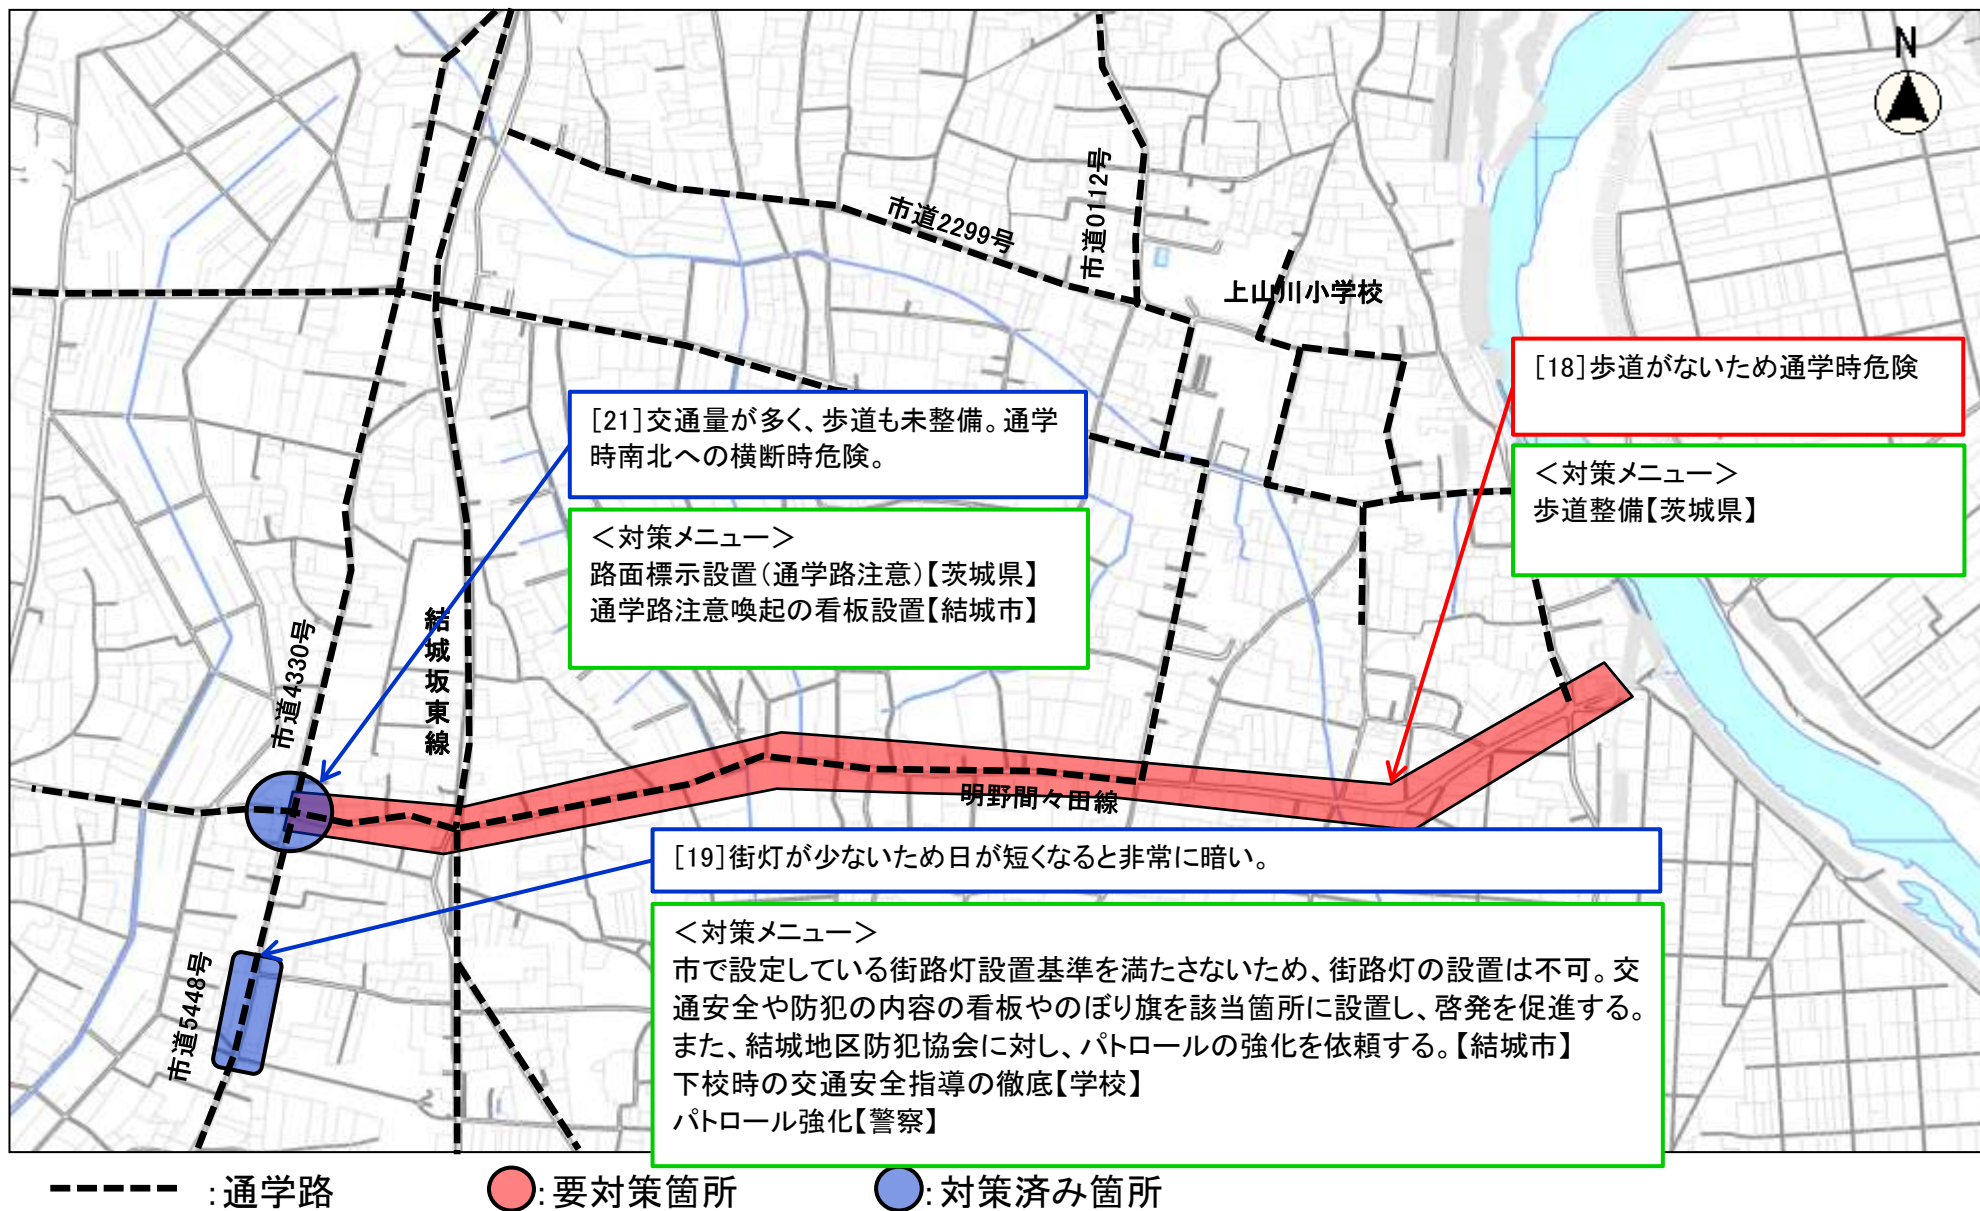 N
市道2299号
市道0112号
上山川小学校
[18]歩道がないため通学時危険
<対策メニュー>
歩道整備【茨城県】
[21]交通量が多く、歩道も未整備。通学
時南北への横断時危険。
<対策メニュー>
路面標示設置(通学路注意)【茨城県】
通学路注意喚起の看板設置【結城市】
市道4330号
結城坂東線
明野間々田線
[19]街灯が少ないため日が短くなると非常に暗い。
<対策メニュー>
市で設定している街路灯設置基準を満たさないため、街路灯の設置は不可。交
通安全や防犯の内容の看板やのぼり旗を該当箇所に設置し、啓発を促進する。
また、結城地区防犯協会に対し、パトロールの強化を依頼する。【結城市】
下校時の交通安全指導の徹底【学校】
パトロール強化【警察】
市道5448号
:通学路
:要対策箇所
:対策済み箇所